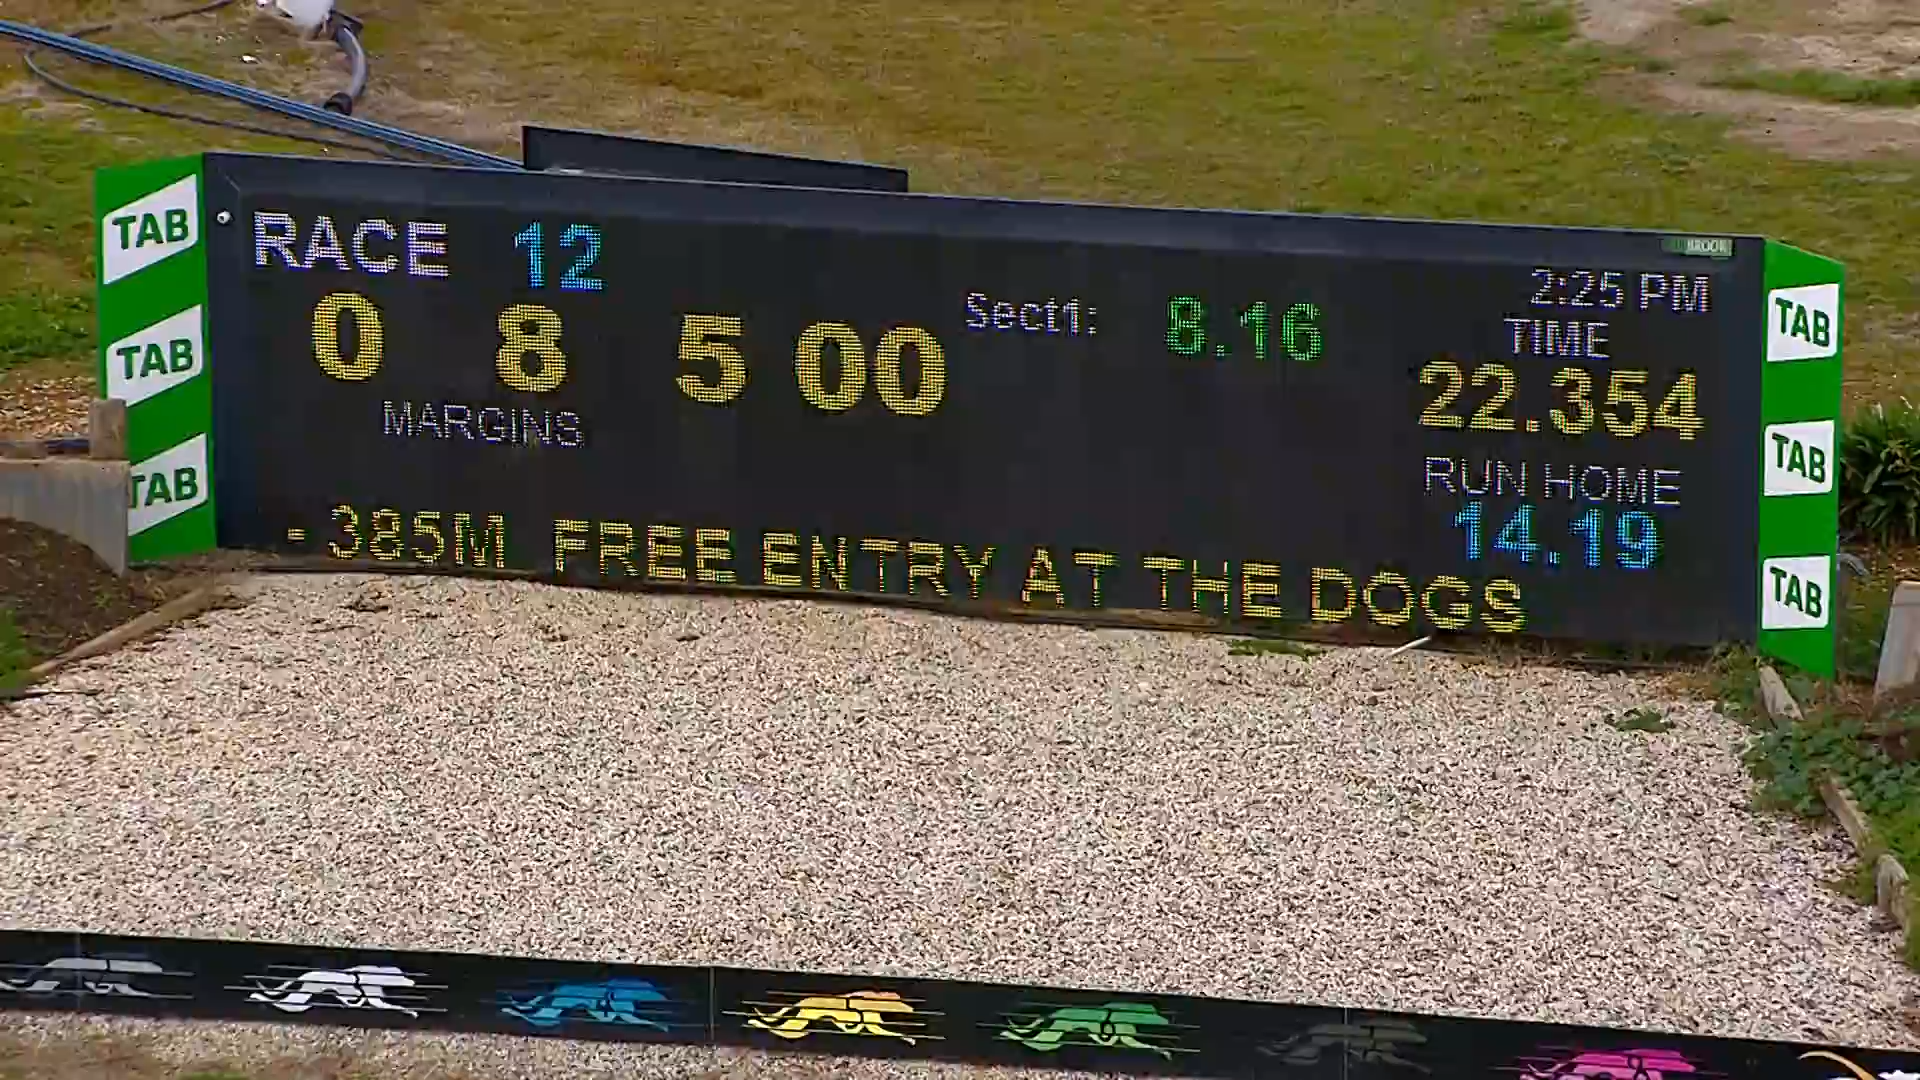 TAB
TAB
TAB
RACE 12
0 8 5 00
MARGINS
Sect1: 8.16
2:25 PM
TIME
22.354
RUN HOME
14.19
- 385M FREE ENTRY AT THE DOGS
TAB
TAB
TAB